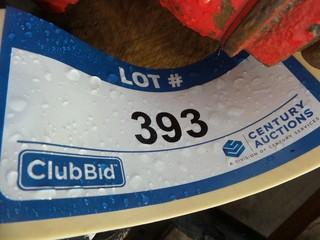 LOT #
393
ClubBid
CENTURY
AUCTIONS
A DIVISION OF CENTURY SERVICES